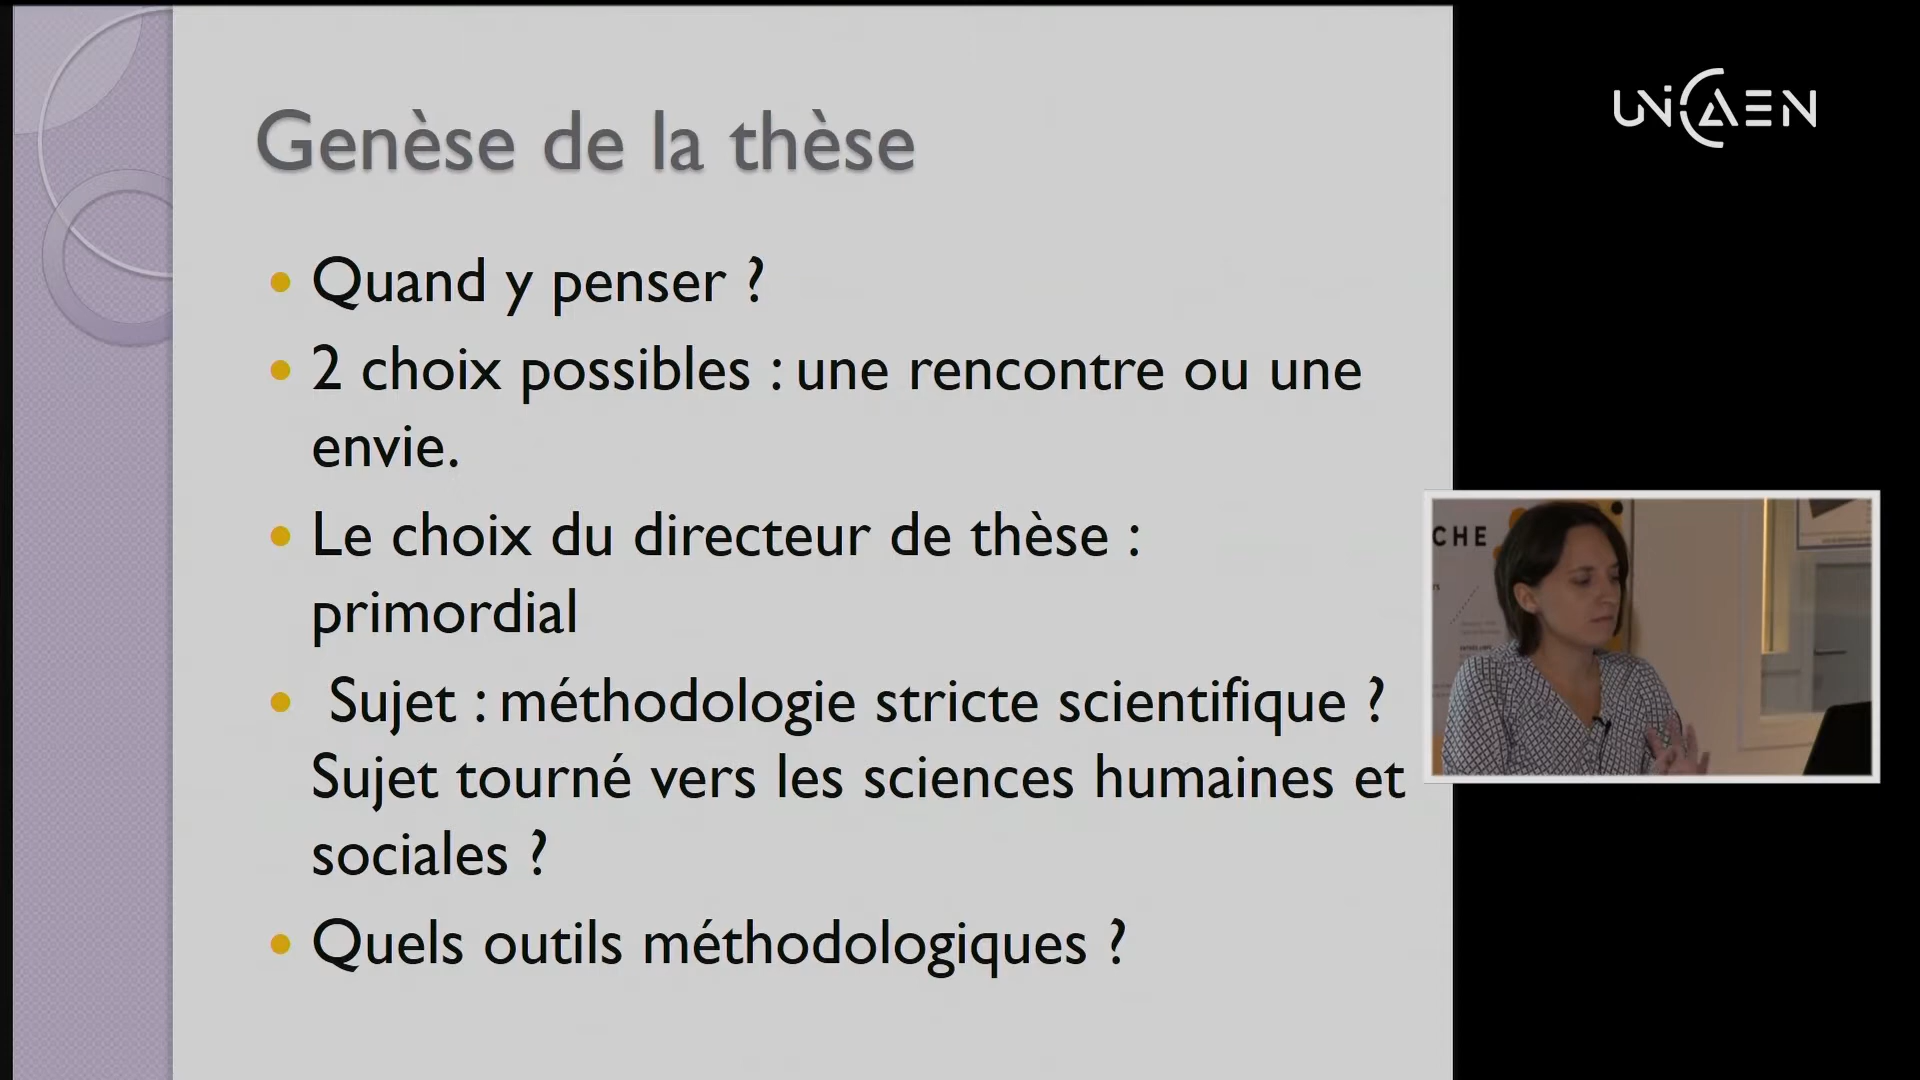 Genèse de la thèse
UNICAEN
• Quand y penser ?
• 2 choix possibles : une rencontre ou une
envie.
• Le choix du directeur de thèse :
primordial
• Sujet : méthodologie stricte scientifique ?
Sujet tourné vers les sciences humaines et
sociales ?
• Quels outils méthodologiques ?
CHE